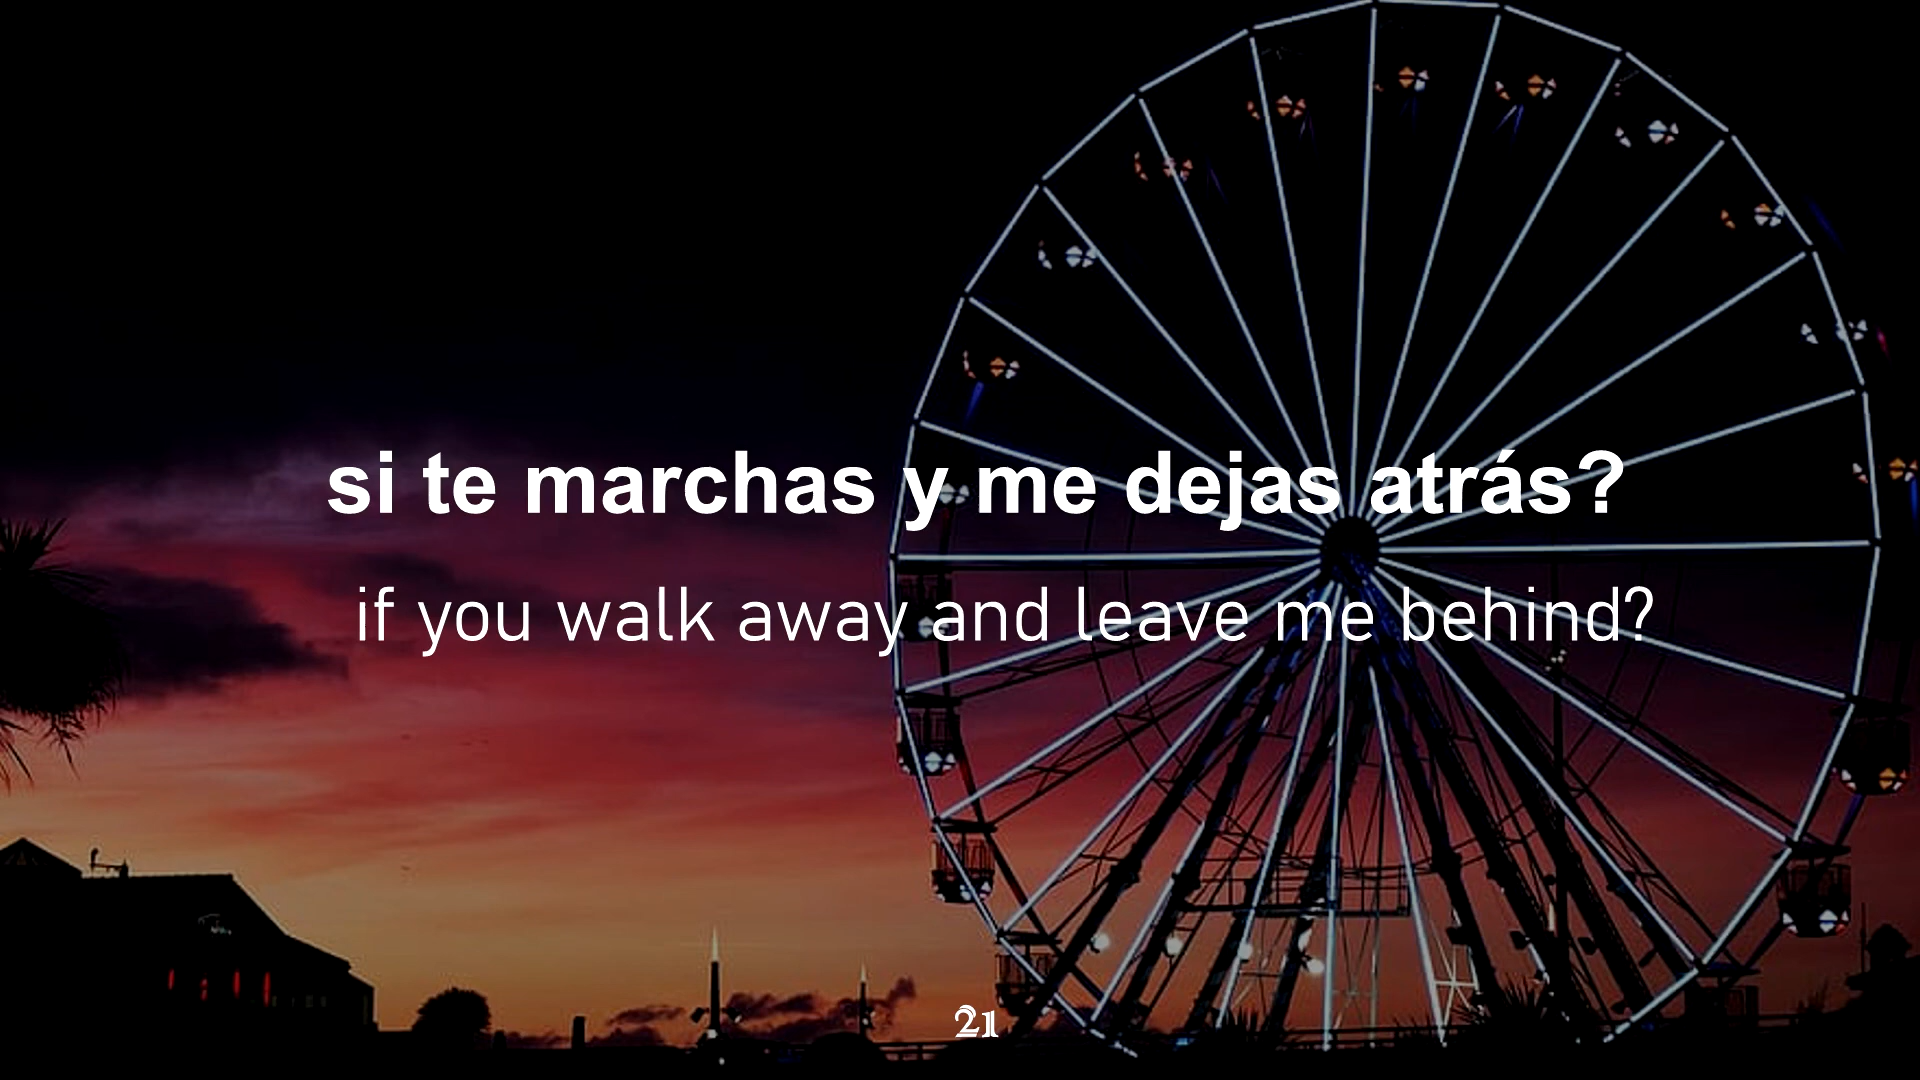 si te marchas y me dejas atrás?
if you walk away and leave me behind?
21